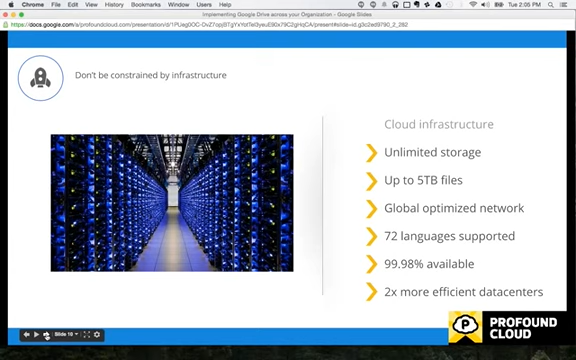 Chrome File Edit View History Bookmarks Window Users Help
Tue 2:05 PM
Implementing Google Drive across your Organization - Google Slides
Don't be constrained by infrastructure
Cloud infrastructure
Unlimited storage
Up to 5TB files
Global optimized network
72 languages supported
99.98% available
2x more efficient datacenters
Slide 19
PROFOUND
CLOUD